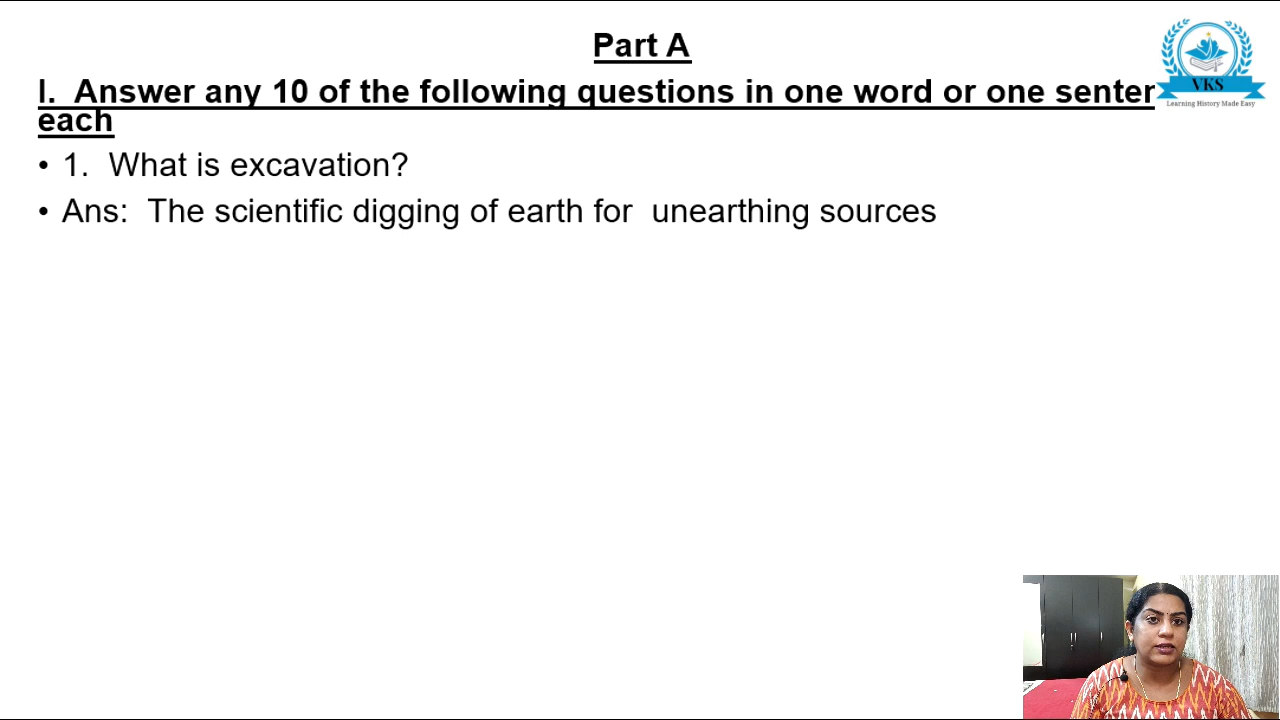 Part A
I. Answer any 10 of the following questions in one word or one senten
each
• 1. What is excavation?
• Ans: The scientific digging of earth for unearthing sources
VKS
Learning History Made Easy